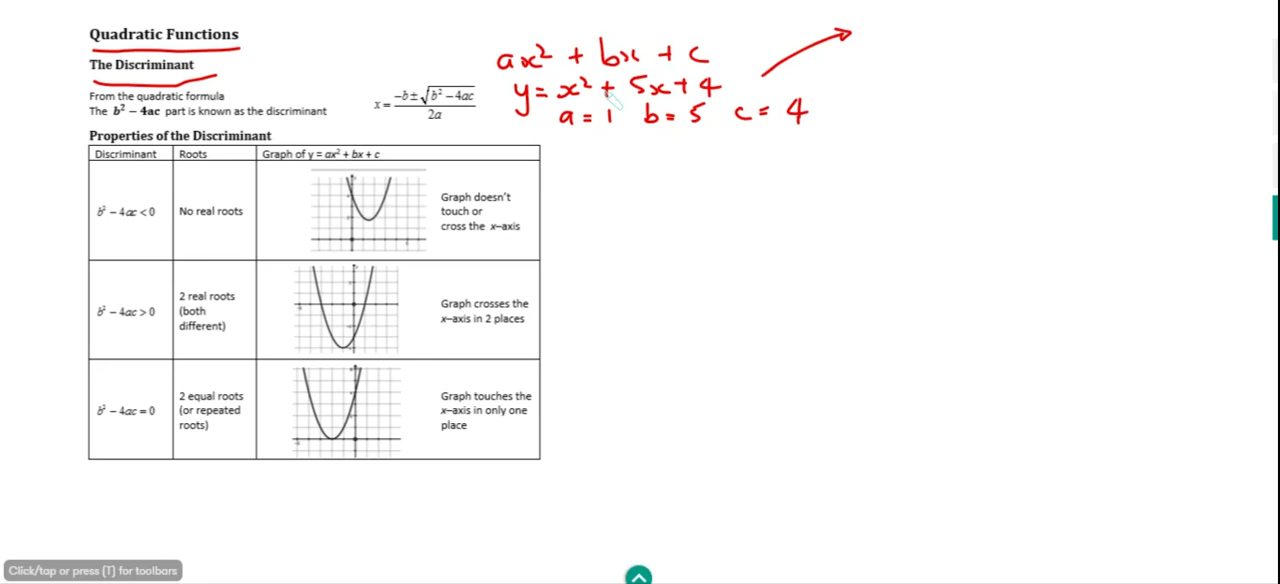 Quadratic Functions
The Discriminant
From the quadratic formula
The b² – 4ac part is known as the discriminant
x = (−b ± √(b² − 4ac)) / 2a
ax² + bx + c
y = x² + 5x + 4
a = 1 b = 5 c = 4
Properties of the Discriminant
Discriminant Roots Graph of y = ax² + bx + c
b² – 4ac < 0 No real roots Graph doesn't
touch or
cross the x–axis
b² – 4ac > 0 2 real roots
(both
different) Graph crosses the
x–axis in 2 places
b² – 4ac = 0 2 equal roots
(or repeated
roots) Graph touches the
x–axis in only one
place
Click/tap or press [T] for toolbars